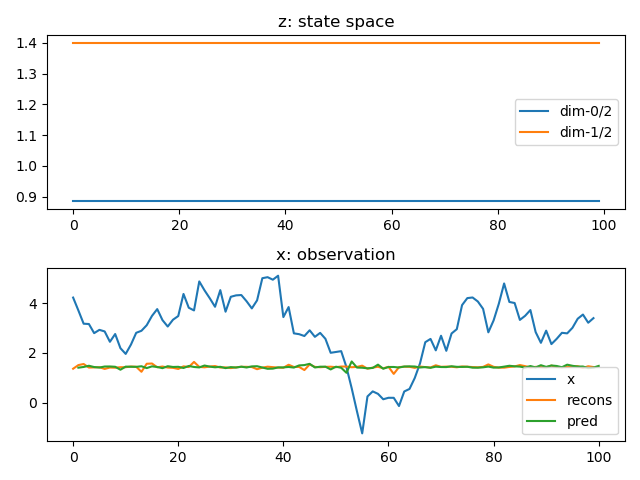 z: state space
1.4
1.3
1.2
1.1
1.0
0.9
dim-0/2
dim-1/2
0 20 40 60 80 100
x: observation
4
2
0
x
recons
pred
0 20 40 60 80 100